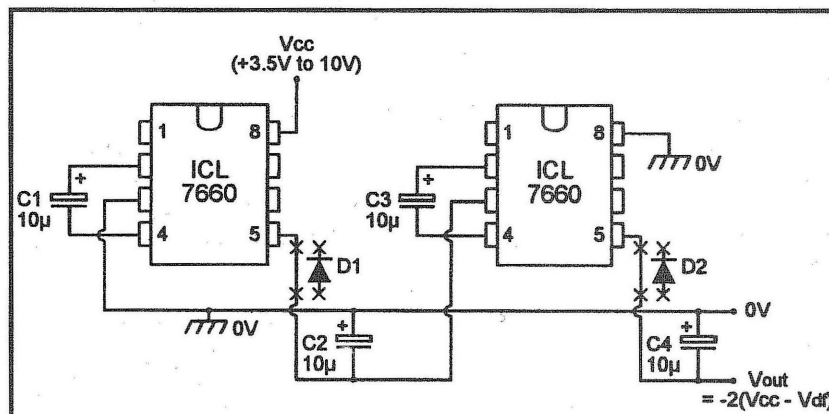 Vcc
(+3.5V to 10V)
1
8
ICL
7660
4
5
C1
10µ
+
D1
0V
C2
10µ
+
1
8
ICL
7660
4
5
C3
10µ
+
0V
D2
0V
C4
10µ
+
Vout
= -2(Vcc - Vdf)